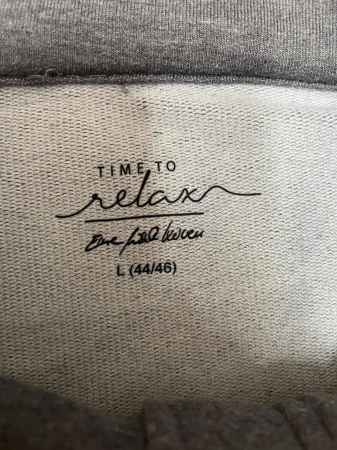 TIME TO
relax
L (44/46)